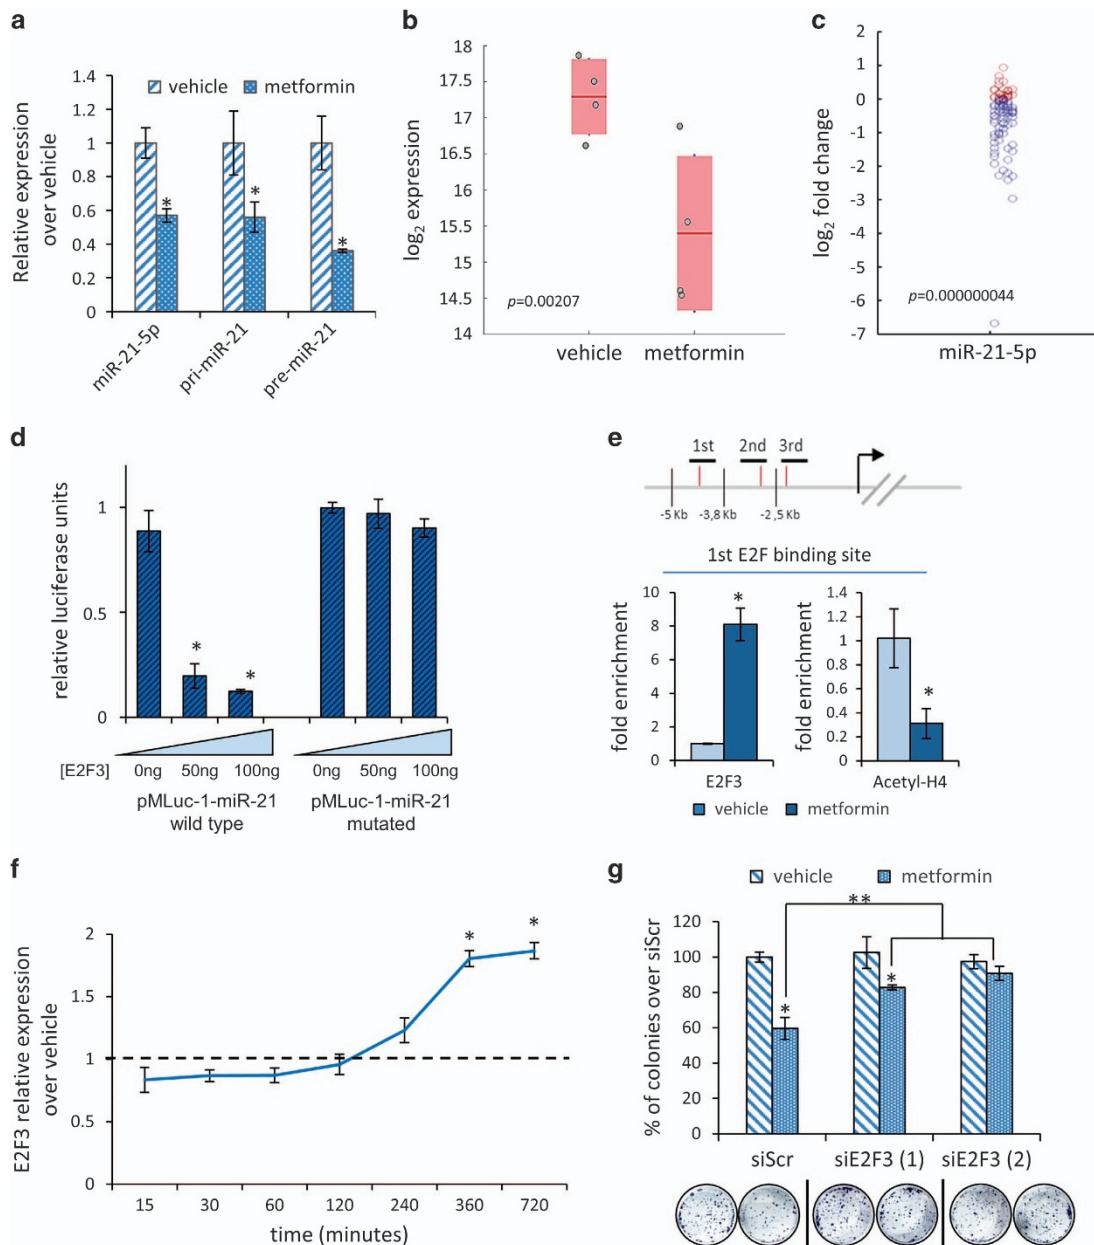 a
vehicle metformin
Relative expression
over vehicle
1.4
1.2
1
0.8
0.6
0.4
0.2
0
* * *
miR-21-5p
pri-miR-21
pre-miR-21
b
log2 expression
18
17.5
17
16.5
16
15.5
15
14.5
14
p=0.00207
vehicle metformin
c
log2 fold change
2
1
0
-1
-2
-3
-4
-5
-6
-7
p=0.000000044
miR-21-5p
d
relative luciferase units
1
0.5
0
* *
[E2F3] 0ng 50ng 100ng 0ng 50ng 100ng
pMLuc-1-miR-21 pMLuc-1-miR-21
wild type mutated
e
1st 2nd 3rd
-5 Kb -3,8 Kb -2,5 Kb
1st E2F binding site
fold enrichment
10
8
6
4
2
0
*
E2F3
fold enrichment
1.4
1.2
1
0.8
0.6
0.4
0.2
0
*
Acetyl-H4
vehicle metformin
f
E2F3 relative expression
over vehicle
2
1.5
1
0.5
0
* *
15 30 60 120 240 360 720
time (minutes)
g
vehicle metformin
% of colonies over siScr
120
100
80
60
40
20
0
**
* *
siScr siE2F3 (1) siE2F3 (2)